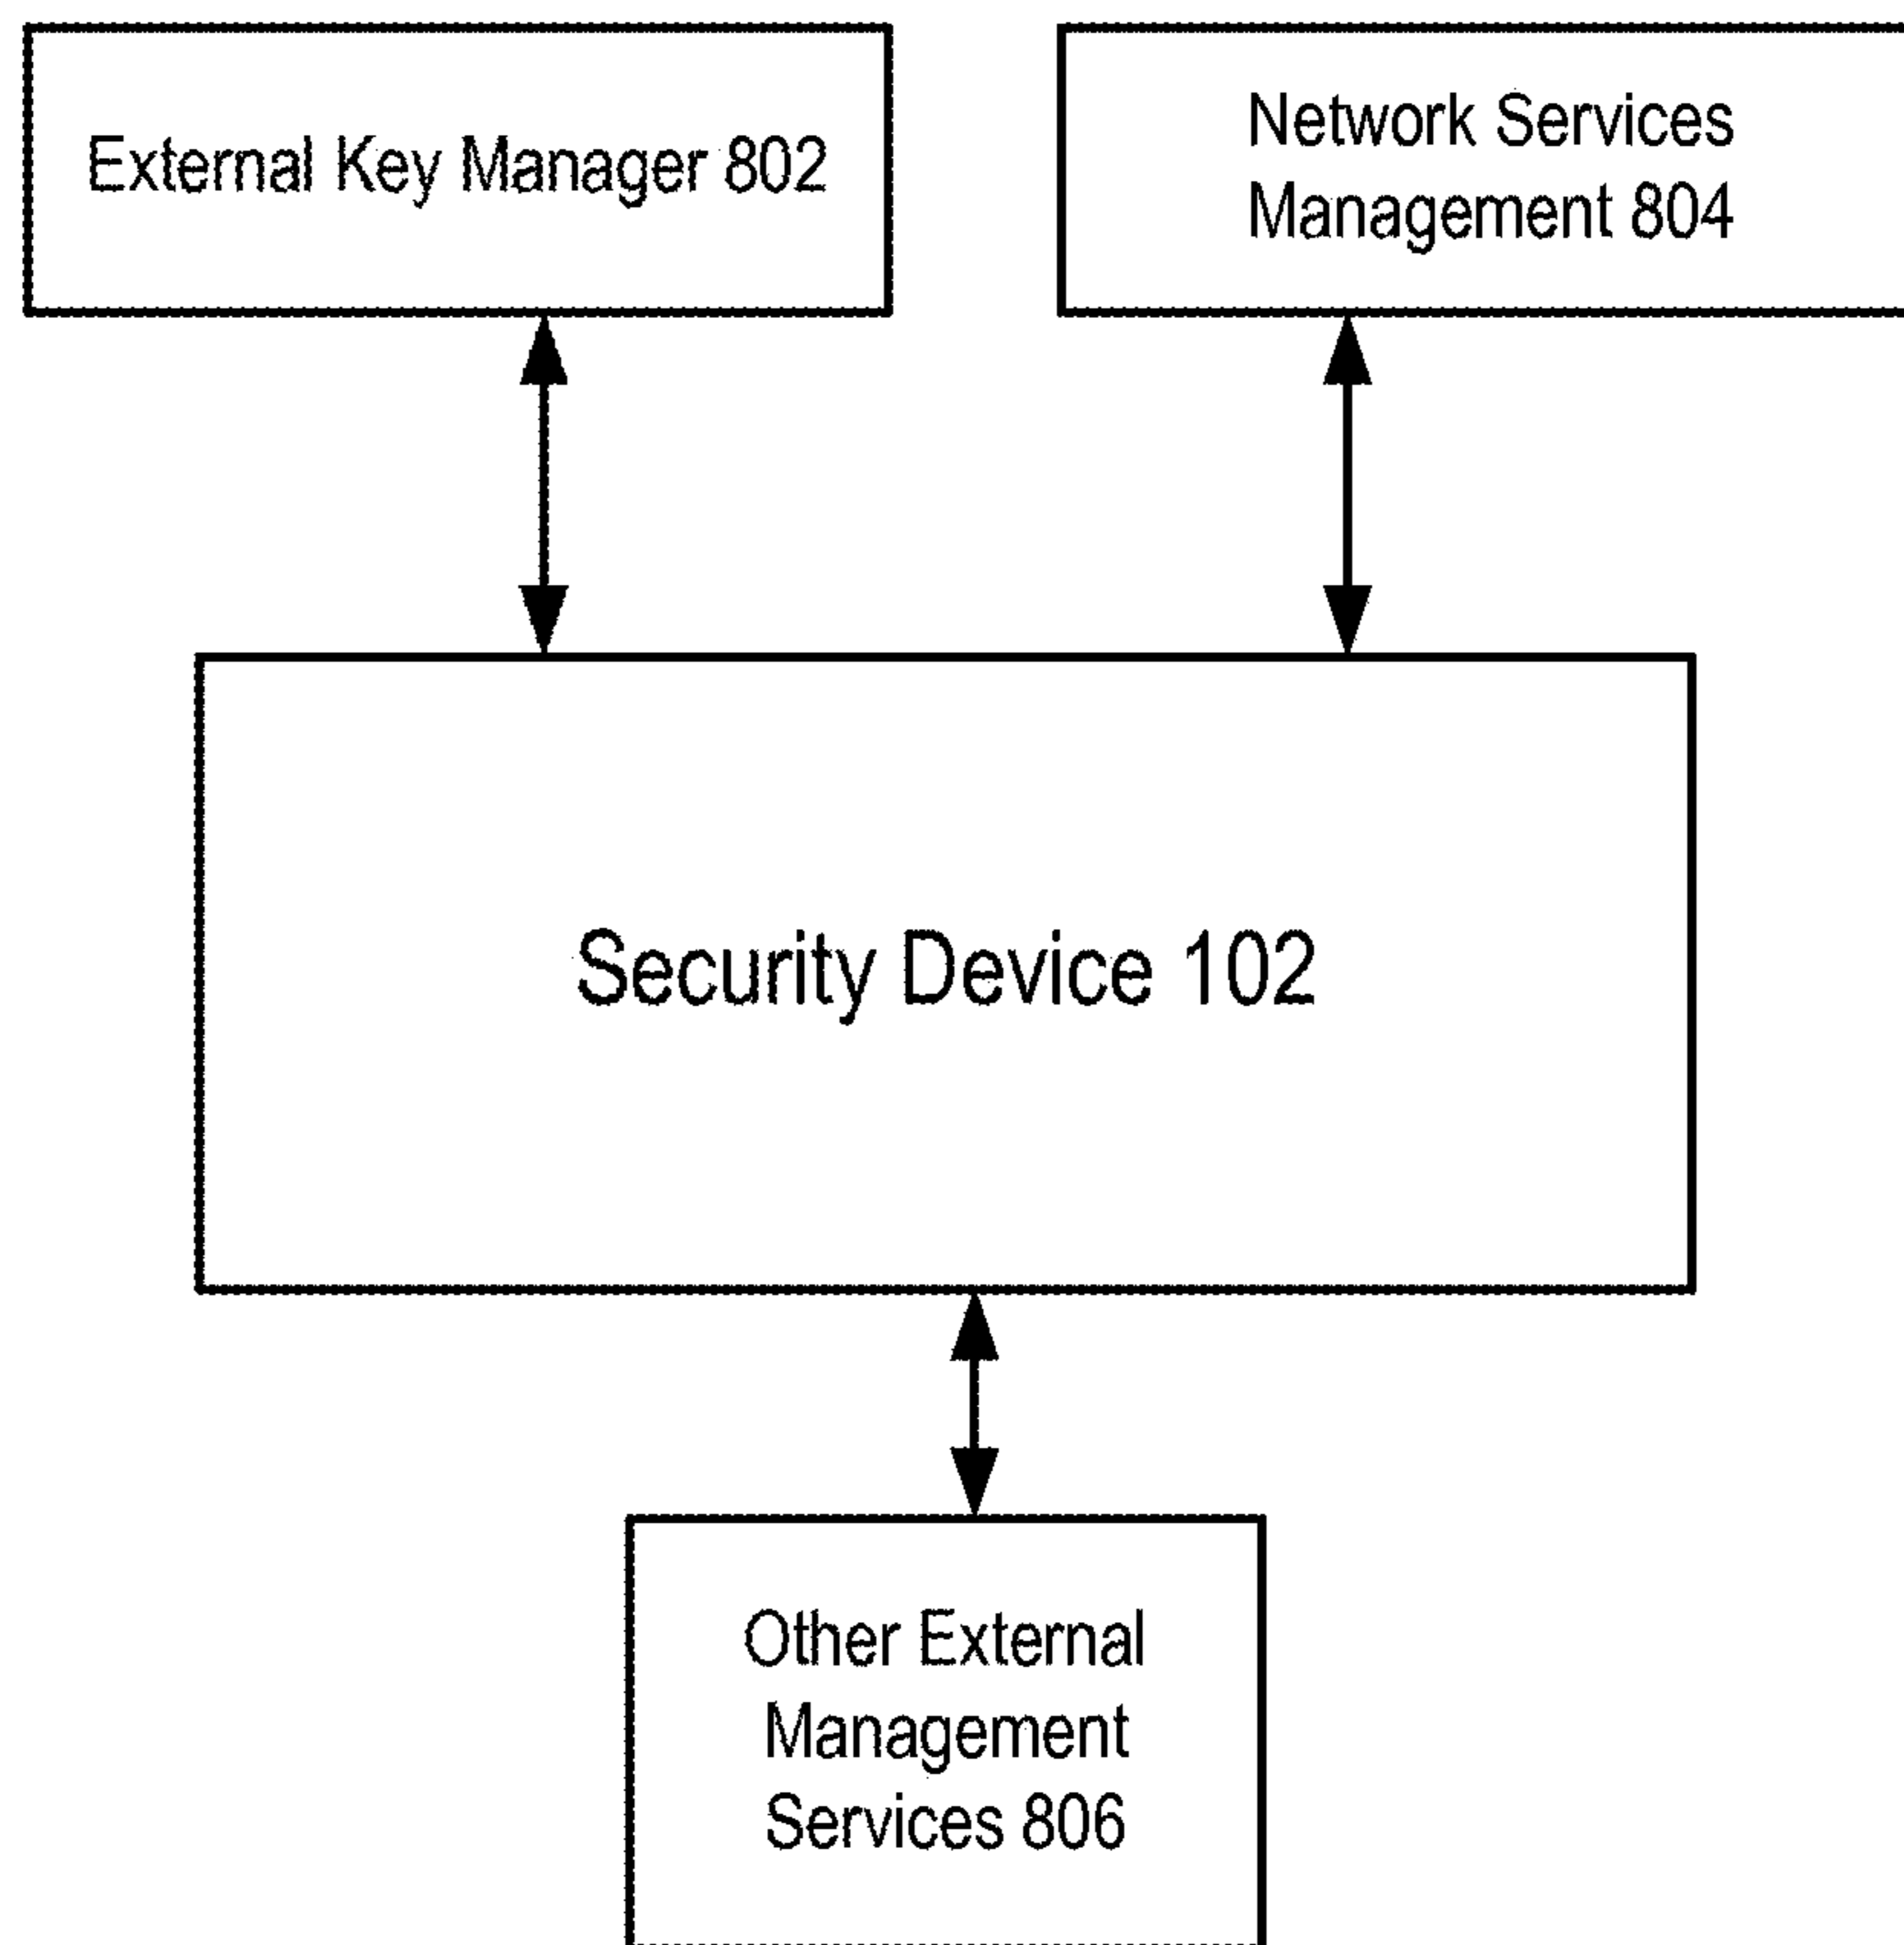 External Key Manager 802
Network Services
Management 804
Security Device 102
Other External
Management
Services 806